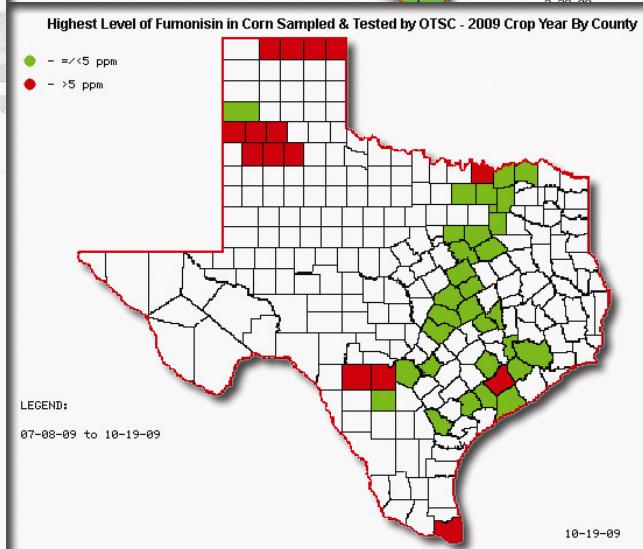 Highest Level of Fumonisin in Corn Sampled & Tested by OTSC - 2009 Crop Year By County
- =/<5 ppm
- >5 ppm
LEGEND:
07-08-09 to 10-19-09
10-19-09